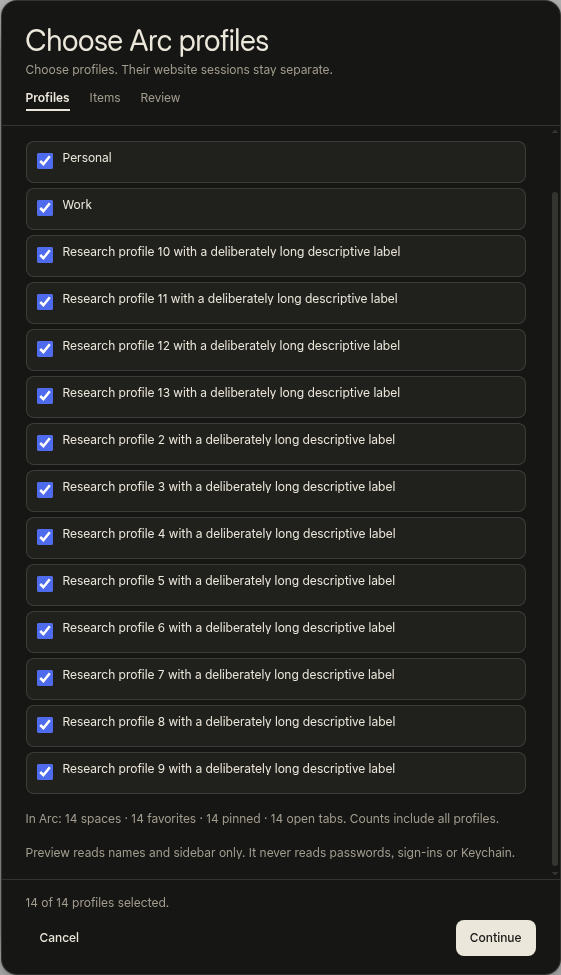 Choose Arc profiles
Choose profiles. Their website sessions stay separate.
Profiles Items Review
Personal
Work
Research profile 10 with a deliberately long descriptive label
Research profile 11 with a deliberately long descriptive label
Research profile 12 with a deliberately long descriptive label
Research profile 13 with a deliberately long descriptive label
Research profile 2 with a deliberately long descriptive label
Research profile 3 with a deliberately long descriptive label
Research profile 4 with a deliberately long descriptive label
Research profile 5 with a deliberately long descriptive label
Research profile 6 with a deliberately long descriptive label
Research profile 7 with a deliberately long descriptive label
Research profile 8 with a deliberately long descriptive label
Research profile 9 with a deliberately long descriptive label
In Arc: 14 spaces · 14 favorites · 14 pinned · 14 open tabs. Counts include all profiles.
Preview reads names and sidebar only. It never reads passwords, sign-ins or Keychain.
14 of 14 profiles selected.
Cancel Continue